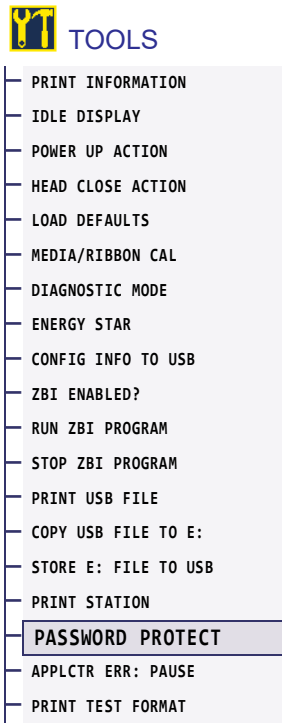 TOOLS
PRINT INFORMATION
IDLE DISPLAY
POWER UP ACTION
HEAD CLOSE ACTION
LOAD DEFAULTS
MEDIA/RIBBON CAL
DIAGNOSTIC MODE
ENERGY STAR
CONFIG INFO TO USB
ZBI ENABLED?
RUN ZBI PROGRAM
STOP ZBI PROGRAM
PRINT USB FILE
COPY USB FILE TO E:
STORE E: FILE TO USB
PRINT STATION
PASSWORD PROTECT
APPLCTR ERR: PAUSE
PRINT TEST FORMAT